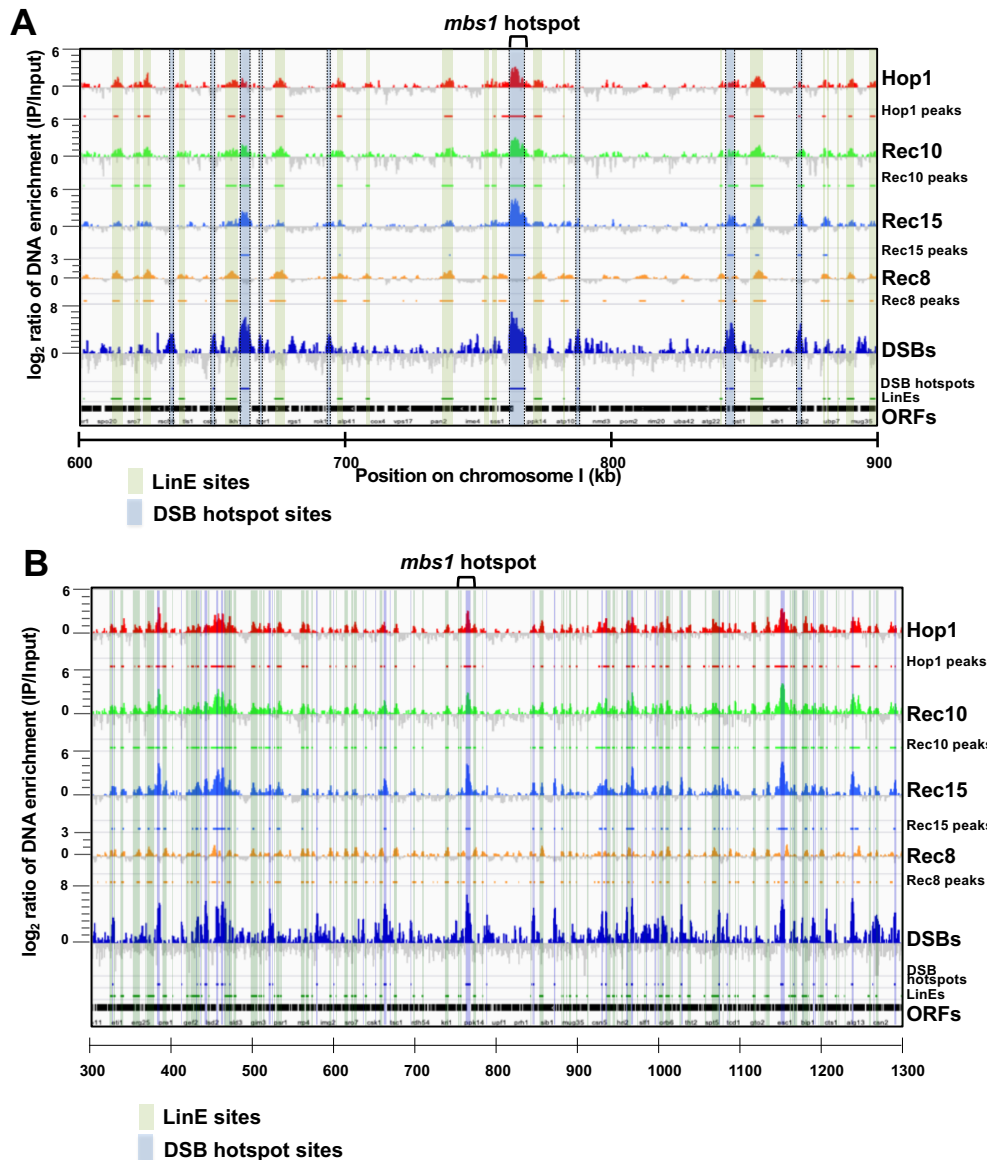 A
mbs1 hotspot
log2 ratio of DNA enrichment (IP/Input)
6
0
Hop1
Hop1 peaks
6
0
Rec10
Rec10 peaks
6
0
Rec15
Rec15 peaks
3
0
Rec8
Rec8 peaks
8
0
DSBs
DSB hotspots
LinEs
ORFs
600 700 800 900
Position on chromosome I (kb)
LinE sites
DSB hotspot sites
B
mbs1 hotspot
log2 ratio of DNA enrichment (IP/Input)
6
0
Hop1
Hop1 peaks
6
0
Rec10
Rec10 peaks
6
0
Rec15
Rec15 peaks
3
0
Rec8
Rec8 peaks
8
0
DSBs
DSB
hotspots
LinEs
ORFs
300 400 500 600 700 800 900 1000 1100 1200 1300
LinE sites
DSB hotspot sites